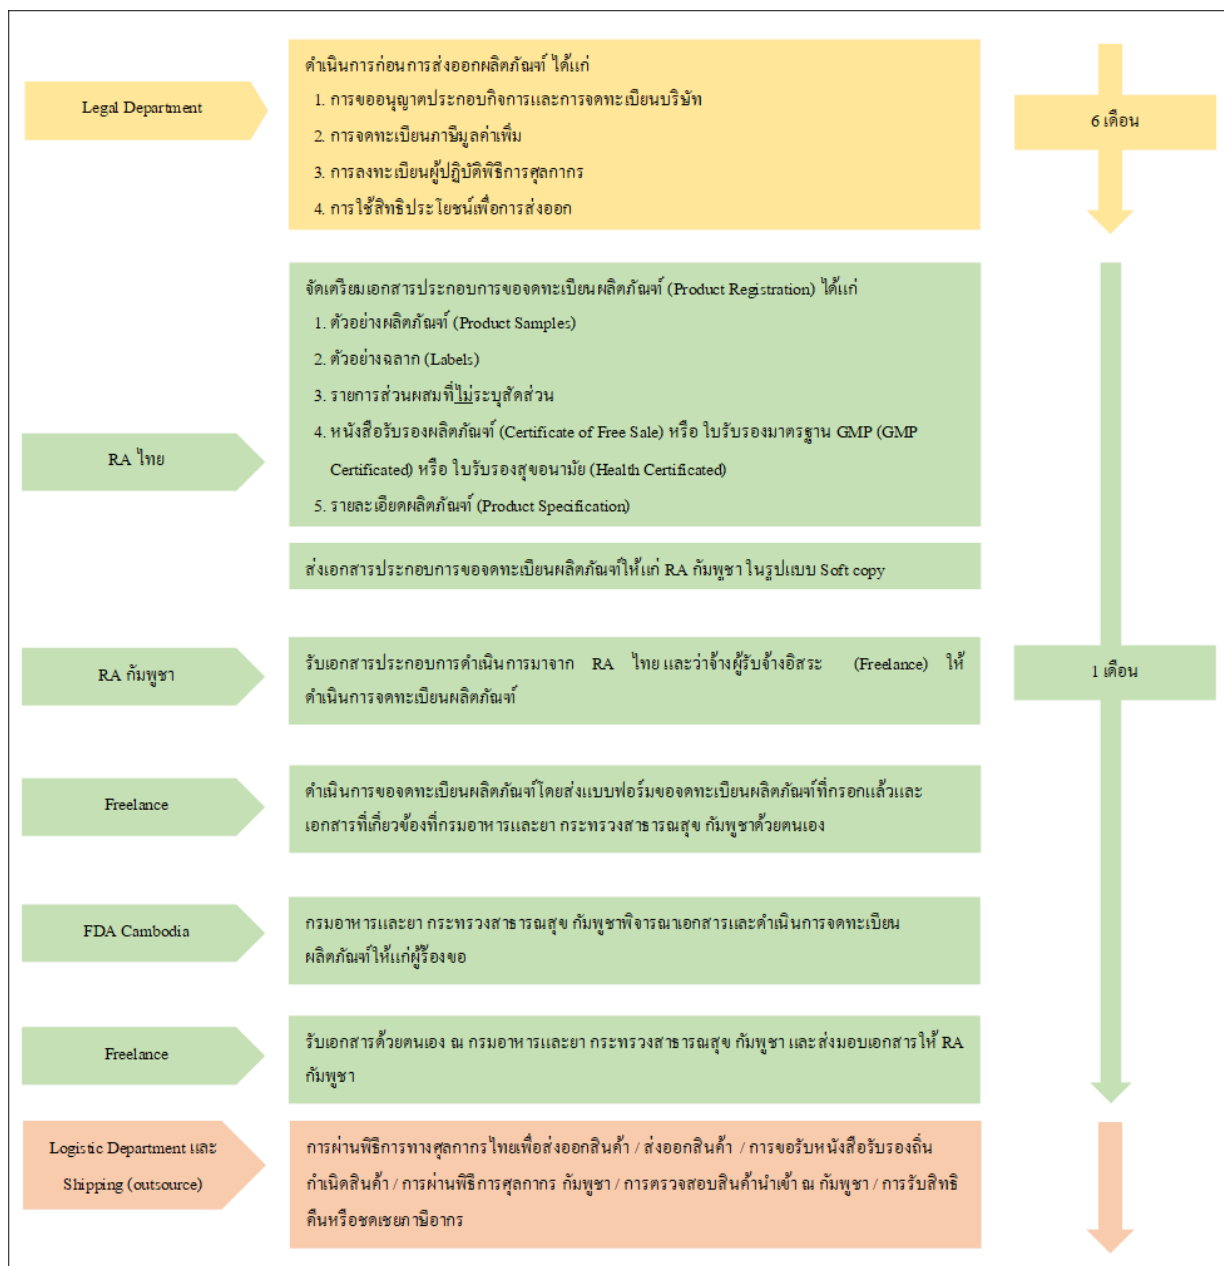 Legal Department
ดำเนินการก่อนการส่งออกผลิตภัณฑ์ ได้แก่
1. การขออนุญาตประกอบกิจการและการจดทะเบียนบริษัท
2. การจดทะเบียนภาษีมูลค่าเพิ่ม
3. การลงทะเบียนผู้ปฏิบัติพิธีการศุลกากร
4. การใช้สิทธิประโยชน์เพื่อการส่งออก
6 เดือน
RA ไทย
จัดเตรียมเอกสารประกอบการขอจดทะเบียนผลิตภัณฑ์ (Product Registration) ได้แก่
1. ตัวอย่างผลิตภัณฑ์ (Product Samples)
2. ตัวอย่างฉลาก (Labels)
3. รายการส่วนผสมที่ไม่ระบุสัดส่วน
4. หนังสือรับรองผลิตภัณฑ์ (Certificate of Free Sale) หรือ ใบรับรองมาตรฐาน GMP (GMP
Certificated) หรือ ใบรับรองสุขอนามัย (Health Certificated)
5. รายละเอียดผลิตภัณฑ์ (Product Specification)
ส่งเอกสารประกอบการขอจดทะเบียนผลิตภัณฑ์ให้แก่ RA กัมพูชา ในรูปแบบ Soft copy
RA กัมพูชา
รับเอกสารประกอบการดำเนินการมาจาก RA ไทย และว่าจ้างผู้รับจ้างอิสระ (Freelance) ให้
ดำเนินการจดทะเบียนผลิตภัณฑ์
1 เดือน
Freelance
ดำเนินการขอจดทะเบียนผลิตภัณฑ์โดยส่งแบบฟอร์มขอจดทะเบียนผลิตภัณฑ์ที่กรอกแล้วและ
เอกสารที่เกี่ยวข้องที่กรมอาหารและยา กระทรวงสาธารณสุข กัมพูชาด้วยตนเอง
FDA Cambodia
กรมอาหารและยา กระทรวงสาธารณสุข กัมพูชาพิจารณาเอกสารและดำเนินการจดทะเบียน
ผลิตภัณฑ์ให้แก่ผู้ร้องขอ
Freelance
รับเอกสารด้วยตนเอง ณ กรมอาหารและยา กระทรวงสาธารณสุข กัมพูชา และส่งมอบเอกสารให้ RA
กัมพูชา
Logistic Department และ
Shipping (outsource)
การผ่านพิธีการทางศุลกากรไทยเพื่อส่งออกสินค้า / ส่งออกสินค้า / การขอรับหนังสือรับรองถิ่น
กำเนิดสินค้า / การผ่านพิธีการศุลกากร กัมพูชา / การตรวจสอบสินค้านำเข้า ณ กัมพูชา / การรับสิทธิ
คืนหรือชดเชยภาษีอากร